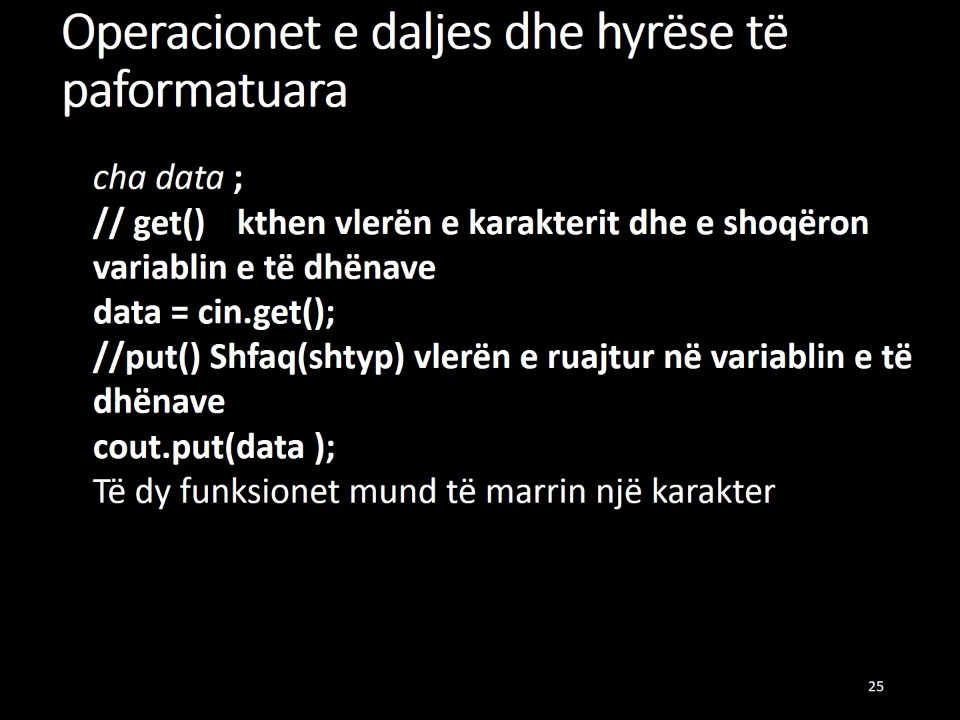 Operacionet e daljes dhe hyrëse të
paformatuara
cha data ;
// get() kthen vlerën e karakterit dhe e shoqëron
variablin e të dhënave
data = cin.get();
//put() Shfaq(shtyp) vlerën e ruajtur në variablin e të
dhënave
cout.put(data );
Të dy funksionet mund të marrin një karakter
25